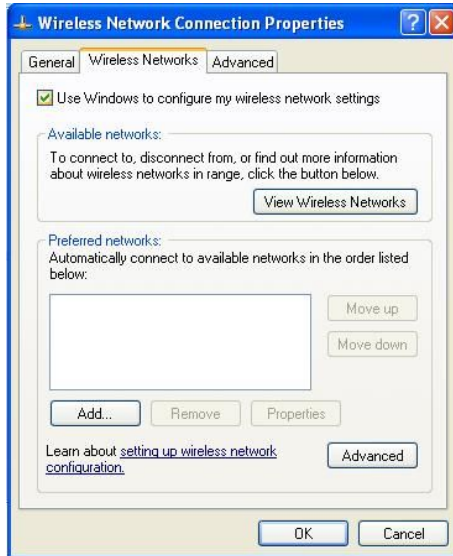 Wireless Network Connection Properties
General Wireless Networks Advanced
Use Windows to configure my wireless network settings
Available networks:
To connect to, disconnect from, or find out more information
about wireless networks in range, click the button below.
View Wireless Networks
Preferred networks:
Automatically connect to available networks in the order listed
below:
Move up
Move down
Add... Remove Properties
Learn about setting up wireless network
configuration.
Advanced
OK Cancel